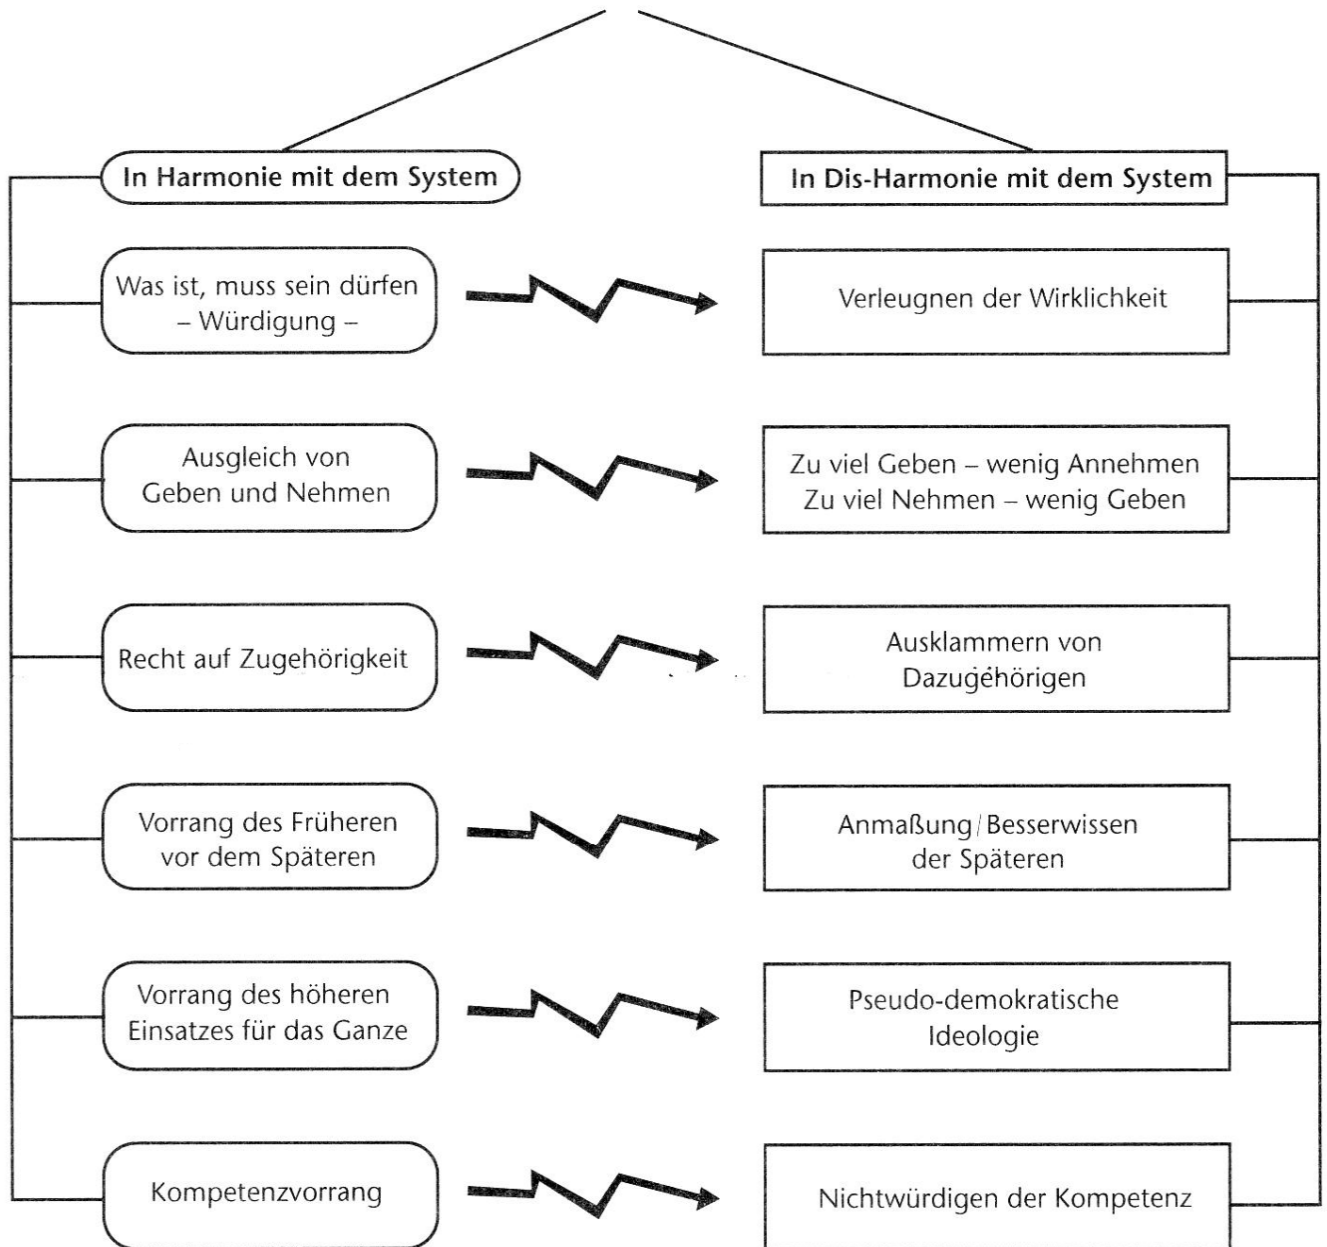 In Harmonie mit dem System
In Dis-Harmonie mit dem System
Was ist, muss sein dürfen
– Würdigung –
Verleugnen der Wirklichkeit
Ausgleich von
Geben und Nehmen
Zu viel Geben – wenig Annehmen
Zu viel Nehmen – wenig Geben
Recht auf Zugehörigkeit
Ausklammern von
Dazugehörigen
Vorrang des Früheren
vor dem Späteren
Anmaßung/Besserwissen
der Späteren
Vorrang des höheren
Einsatzes für das Ganze
Pseudo-demokratische
Ideologie
Kompetenzvorrang
Nichtwürdigen der Kompetenz